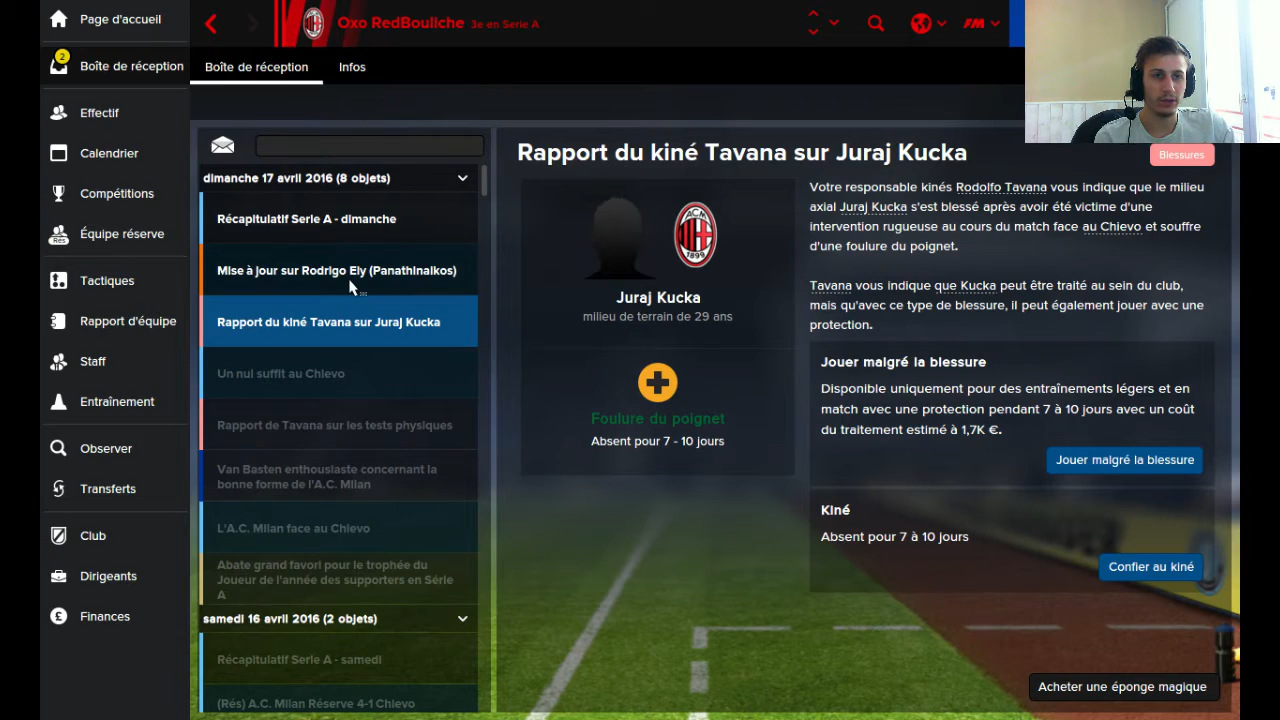 Page d'accueil
2
Boîte de réception
Effectif
Calendrier
Compétitions
Rés
Équipe réserve
Tactiques
Rapport d'équipe
Staff
Entraînement
Observer
Transferts
Club
Dirigeants
Finances
Oxo RedBouliche 3e en Serie A
FM
Boîte de réception
Infos
dimanche 17 avril 2016 (8 objets)
Récapitulatif Serie A - dimanche
Mise à jour sur Rodrigo Ely (Panathinaikos)
Rapport du kiné Tavana sur Juraj Kucka
Un nul suffit au Chievo
Rapport de Tavana sur les tests physiques
Van Basten enthousiaste concernant la
bonne forme de l'A.C. Milan
L'A.C. Milan face au Chievo
Abate grand favori pour le trophée du
Joueur de l'année des supporters en Série
A
samedi 16 avril 2016 (2 objets)
Récapitulatif Serie A - samedi
(Rés) A.C. Milan Réserve 4-1 Chievo
Rapport du kiné Tavana sur Juraj Kucka
Blessures
ACM
1899
Juraj Kucka
milieu de terrain de 29 ans
Foulure du poignet
Absent pour 7 - 10 jours
Votre responsable kinés Rodolfo Tavana vous indique que le milieu
axial Juraj Kucka s'est blessé après avoir été victime d'une
intervention rugueuse au cours du match face au Chievo et souffre
d'une foulure du poignet.
Tavana vous indique que Kucka peut être traité au sein du club,
mais qu'avec ce type de blessure, il peut également jouer avec une
protection.
Jouer malgré la blessure
Disponible uniquement pour des entraînements légers et en
match avec une protection pendant 7 à 10 jours avec un coût
du traitement estimé à 1,7K €.
Jouer malgré la blessure
Kiné
Absent pour 7 à 10 jours
Confier au kiné
Acheter une éponge magique